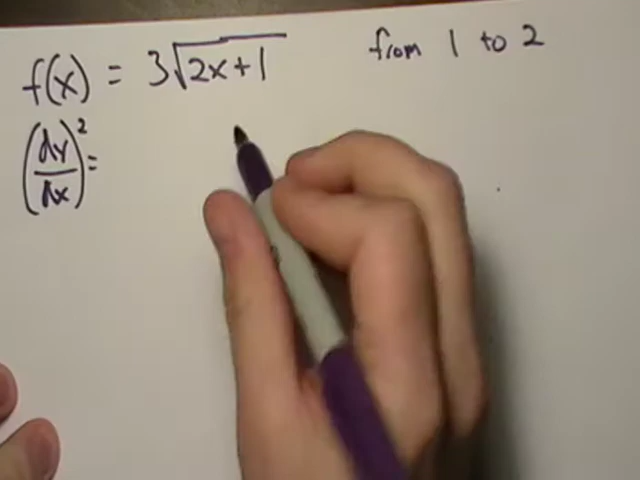 f(x) = 3√(2x+1) from 1 to 2
(dy/dx)² =